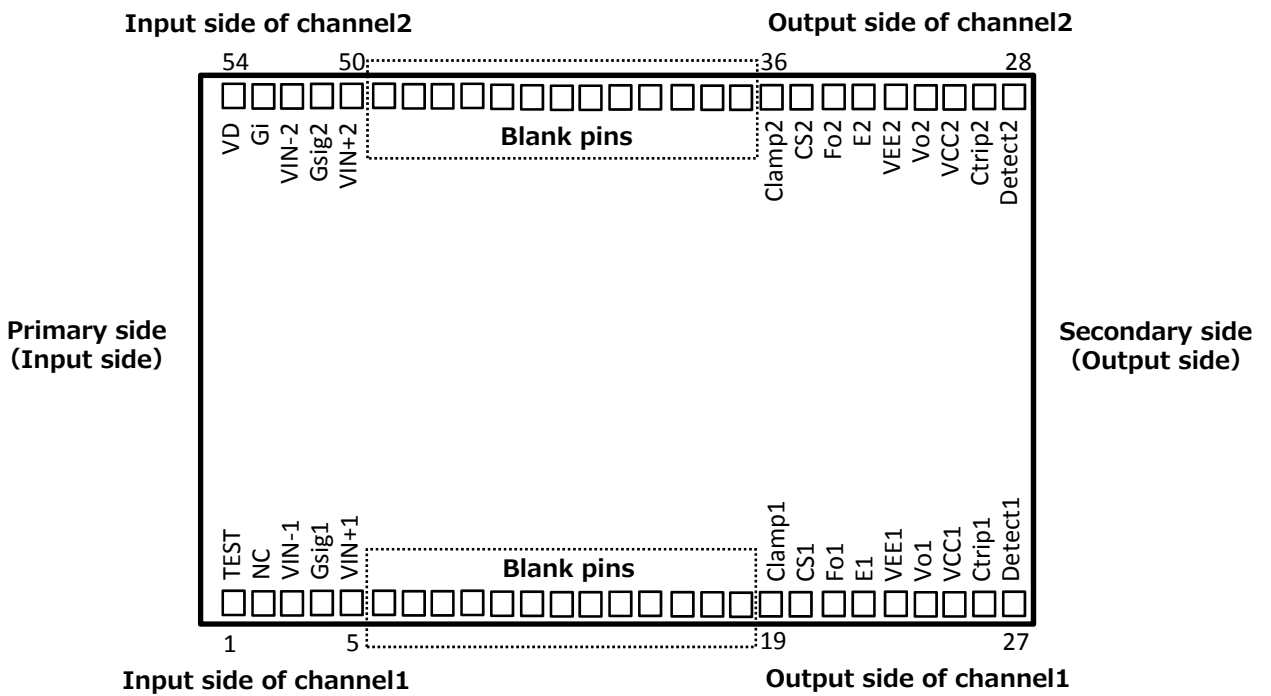 Input side of channel2
Output side of channel2
54
50
36
28
VD
Gi
VIN-2
Gsig2
VIN+2
Blank pins
Clamp2
CS2
Fo2
E2
VEE2
Vo2
VCC2
Ctrip2
Detect2
Primary side
(Input side)
Secondary side
(Output side)
TEST
NC
VIN-1
Gsig1
VIN+1
Blank pins
Clamp1
CS1
Fo1
E1
VEE1
Vo1
VCC1
Ctrip1
Detect1
1
5
19
27
Input side of channel1
Output side of channel1